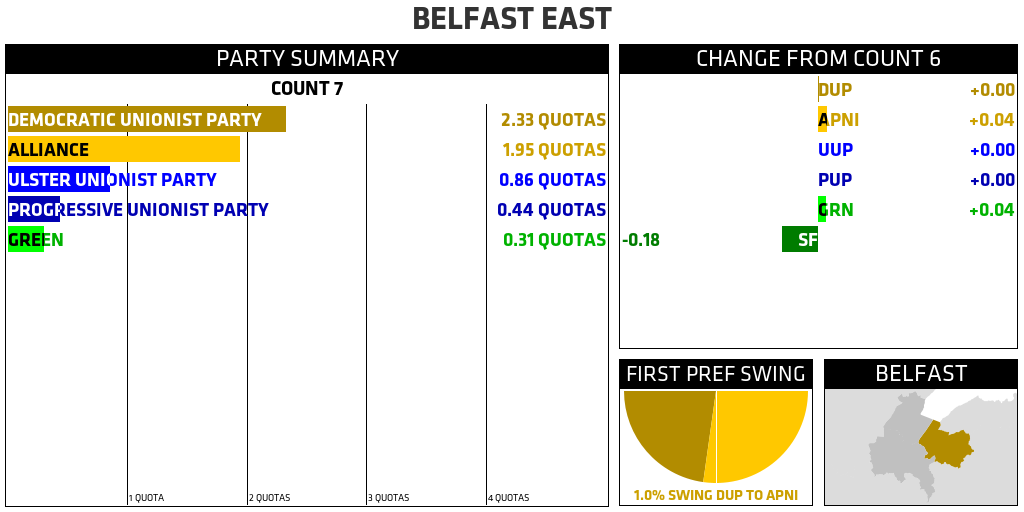 BELFAST EAST
PARTY SUMMARY
COUNT 7
DEMOCRATIC UNIONIST PARTY 2.33 QUOTAS
ALLIANCE 1.95 QUOTAS
ULSTER UNIONIST PARTY 0.86 QUOTAS
PROGRESSIVE UNIONIST PARTY 0.44 QUOTAS
GREEN 0.31 QUOTAS
1 QUOTA 2 QUOTAS 3 QUOTAS 4 QUOTAS
CHANGE FROM COUNT 6
DUP +0.00
APNI +0.04
UUP +0.00
PUP +0.00
GRN +0.04
-0.18 SF
FIRST PREF SWING
1.0% SWING DUP TO APNI
BELFAST